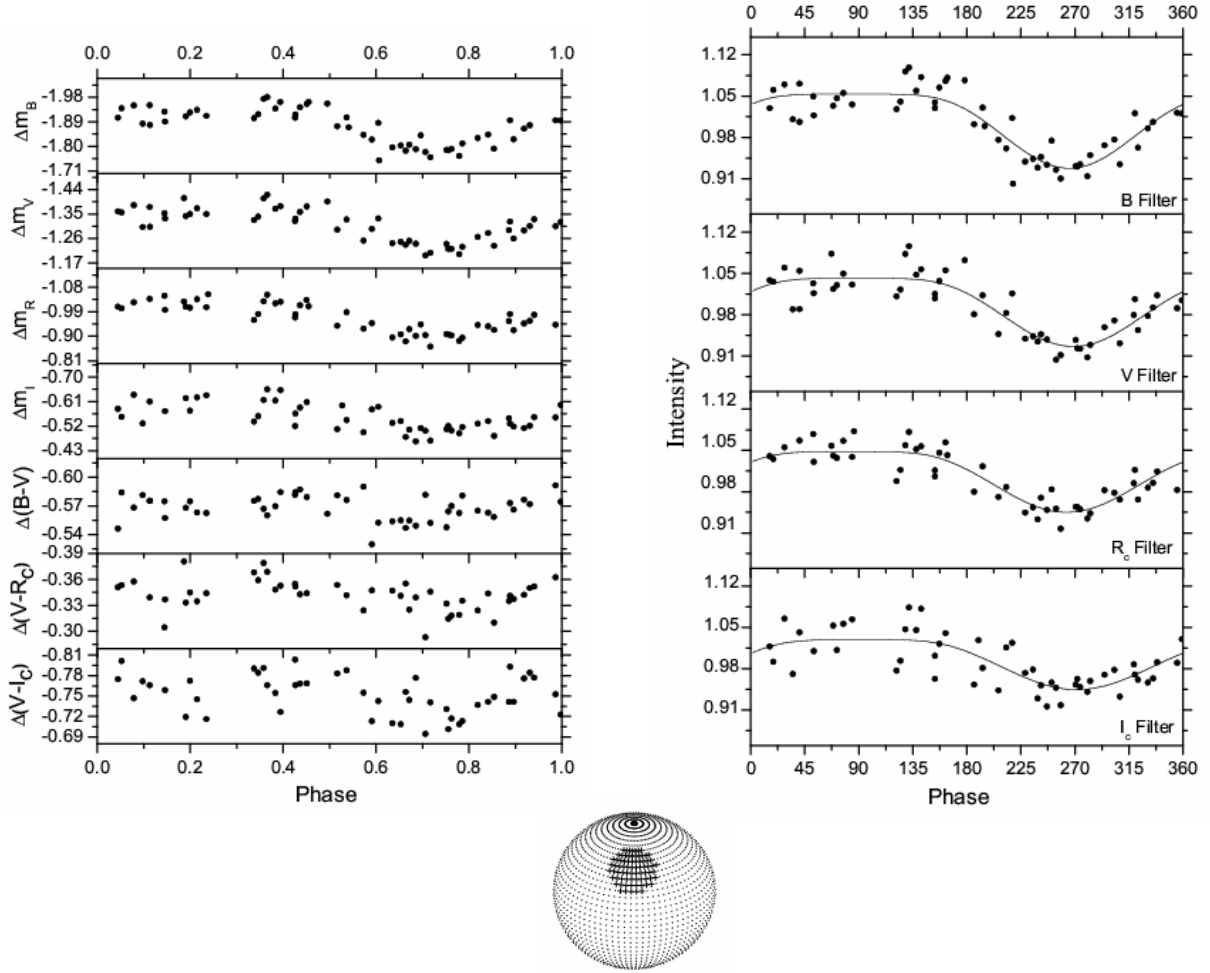 0.0 0.2 0.4 0.6 0.8 1.0
Δm_B
-1.98
-1.89
-1.80
-1.71
Δm_V
-1.44
-1.35
-1.26
-1.17
Δm_R
-1.08
-0.99
-0.90
-0.81
Δm_I
-0.70
-0.61
-0.52
-0.43
Δ(B-V)
-0.60
-0.57
-0.54
Δ(V-R_C)
-0.39
-0.36
-0.33
-0.30
Δ(V-I_C)
-0.81
-0.78
-0.75
-0.72
-0.69
0.0 0.2 0.4 0.6 0.8 1.0
Phase
0 45 90 135 180 225 270 315 360
Intensity
1.12
1.05
0.98
0.91
B Filter
1.12
1.05
0.98
0.91
V Filter
1.12
1.05
0.98
0.91
R_c Filter
1.12
1.05
0.98
0.91
I_c Filter
0 45 90 135 180 225 270 315 360
Phase